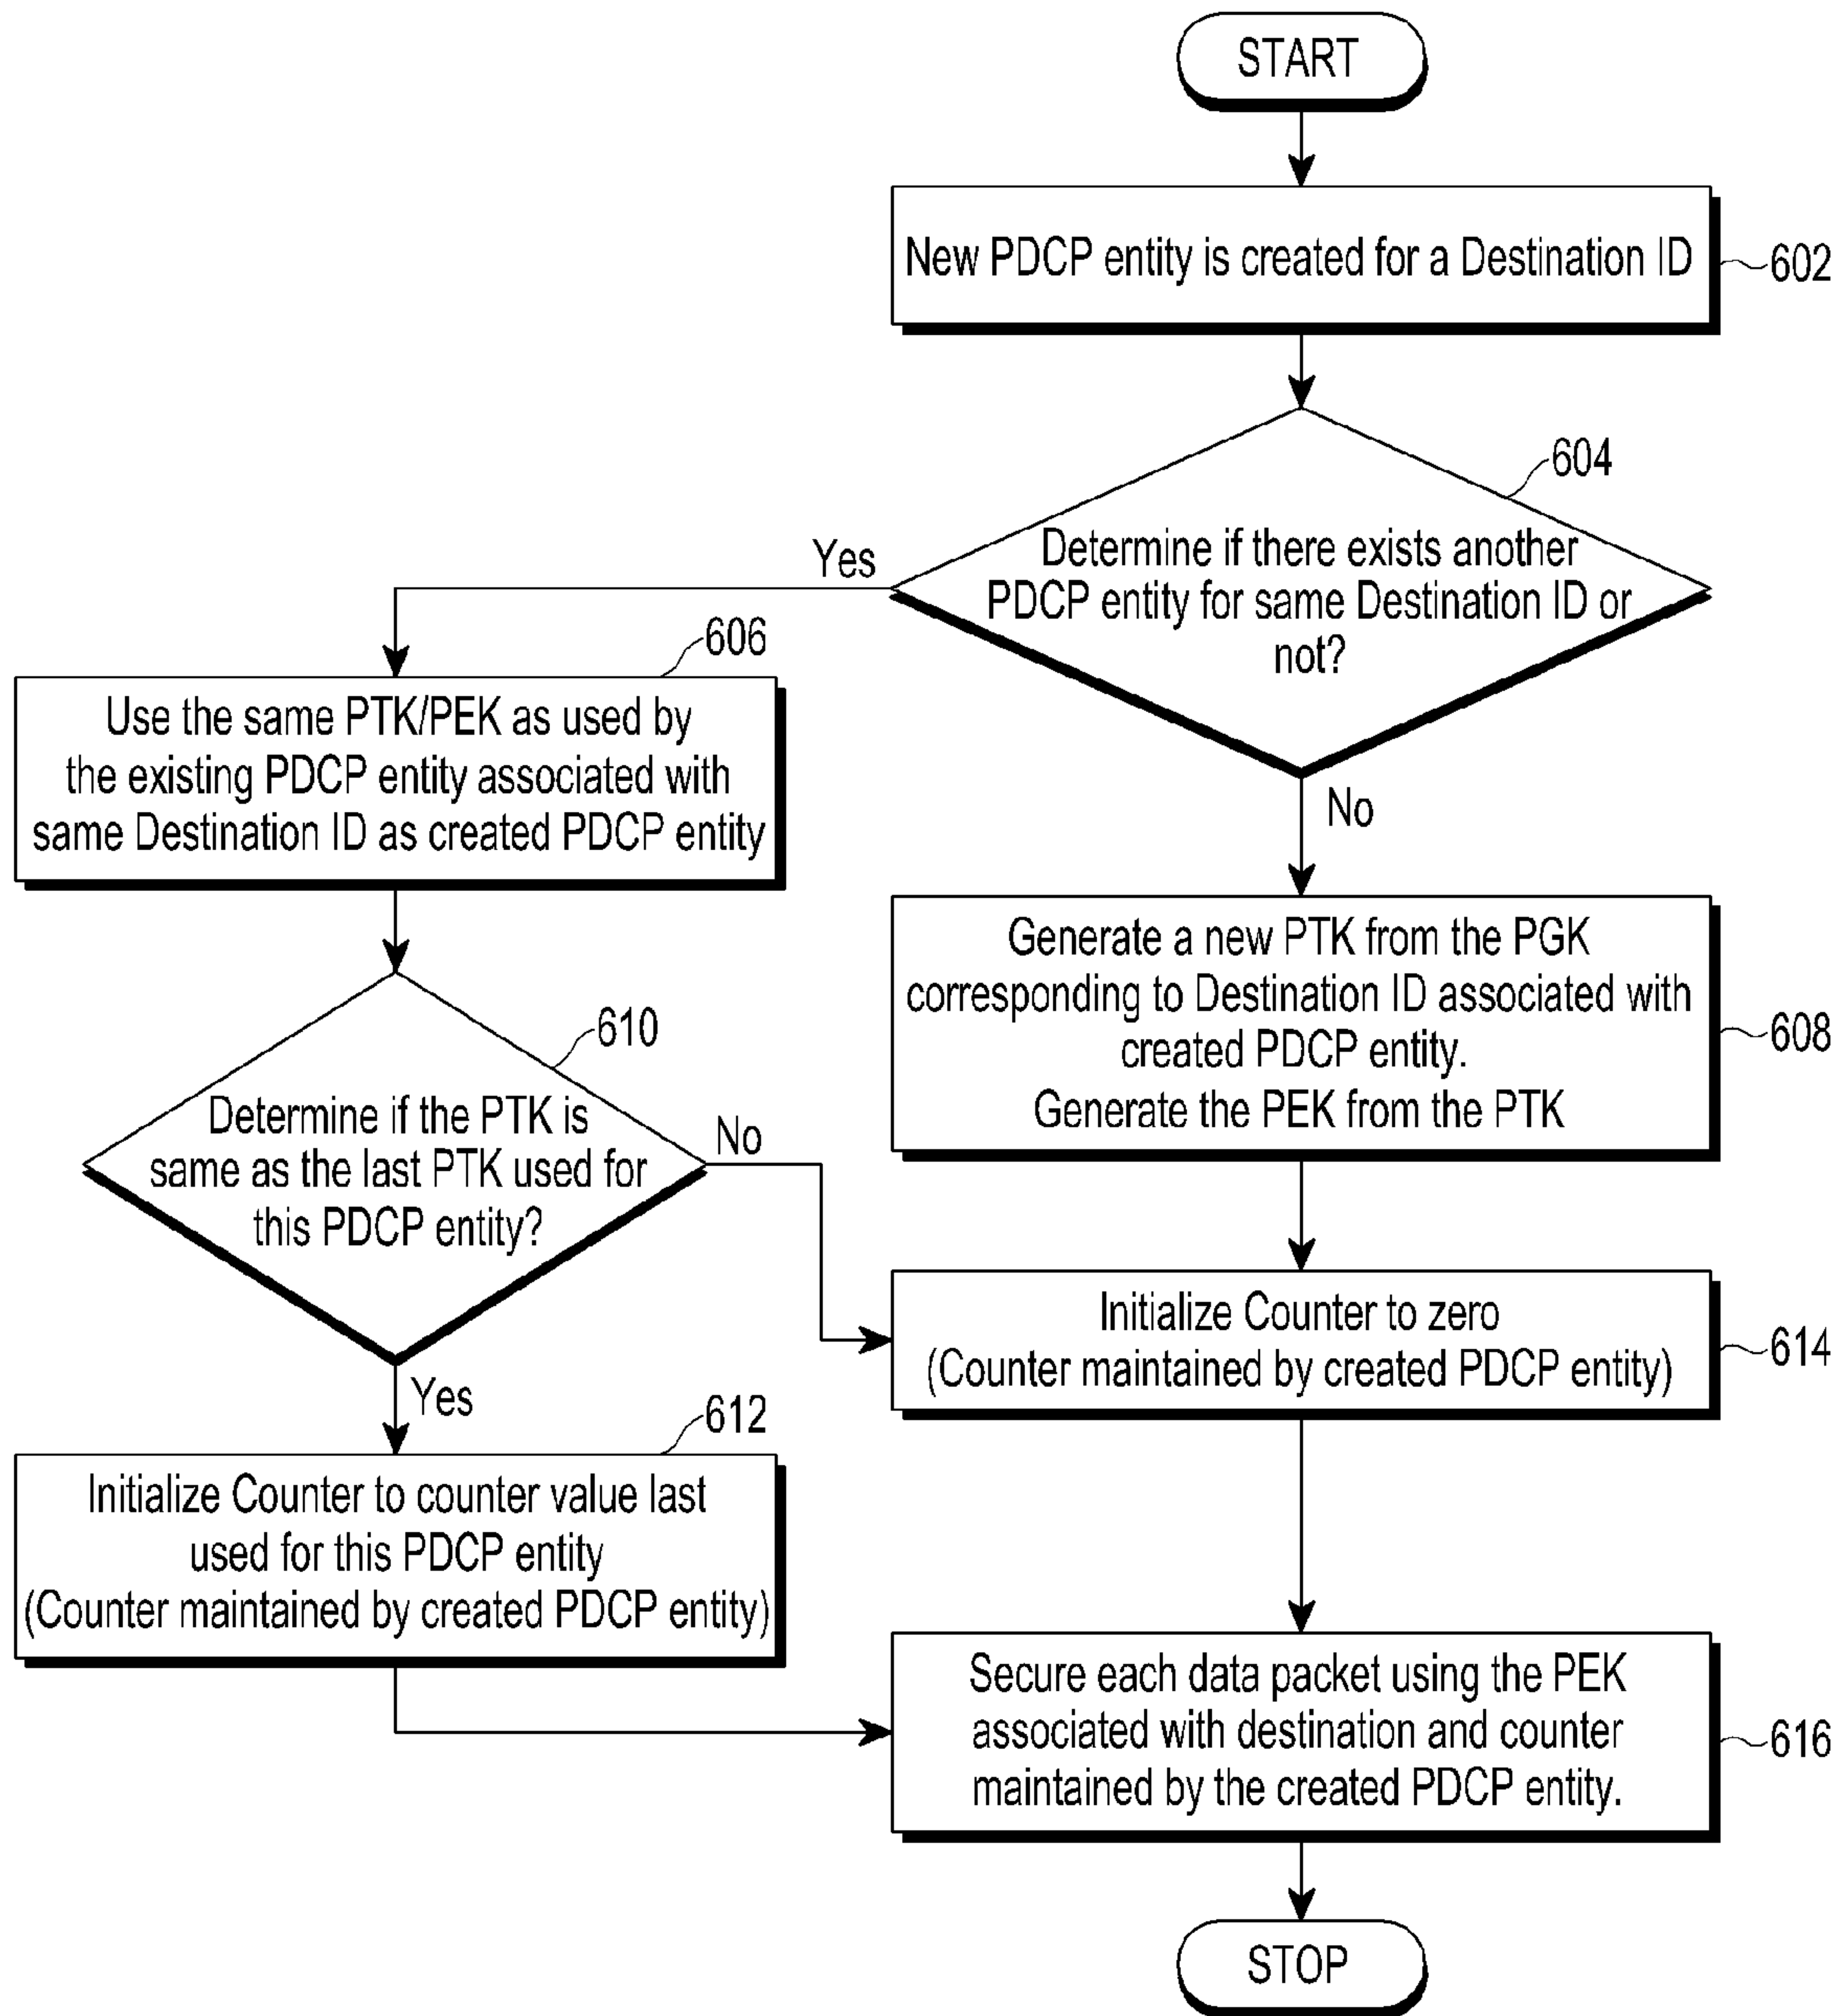 START
New PDCP entity is created for a Destination ID
602
604
Determine if there exists another
PDCP entity for same Destination ID or
not?
Yes
No
606
Use the same PTK/PEK as used by
the existing PDCP entity associated with
same Destination ID as created PDCP entity
Generate a new PTK from the PGK
corresponding to Destination ID associated with
created PDCP entity.
Generate the PEK from the PTK
608
610
Determine if the PTK is
same as the last PTK used for
this PDCP entity?
No
Yes
Initialize Counter to zero
(Counter maintained by created PDCP entity)
614
612
Initialize Counter to counter value last
used for this PDCP entity
(Counter maintained by created PDCP entity)
Secure each data packet using the PEK
associated with destination and counter
maintained by the created PDCP entity.
616
STOP